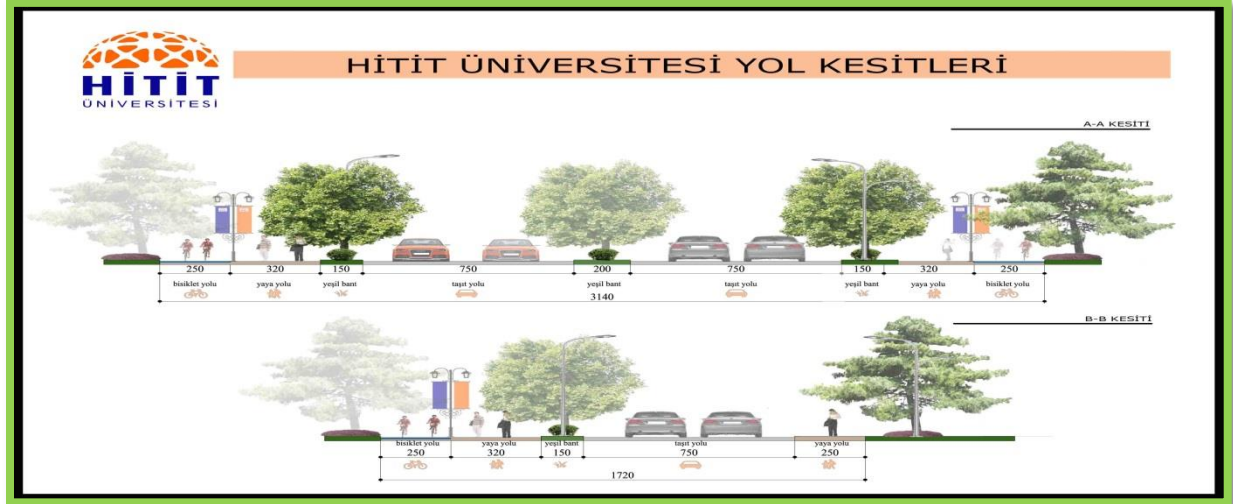 HİTİT
ÜNİVERSİTESİ
HİTİT ÜNİVERSİTESİ YOL KESİTLERİ
A-A KESİTİ
250 320 150 750 200 750 150 320 250
bisiklet yolu yaya yolu yeşil bant taşıt yolu yeşil bant taşıt yolu yeşil bant yaya yolu bisiklet yolu
3140
B-B KESİTİ
bisiklet yolu yaya yolu yeşil bant taşıt yolu yaya yolu
250 320 150 750 250
1720